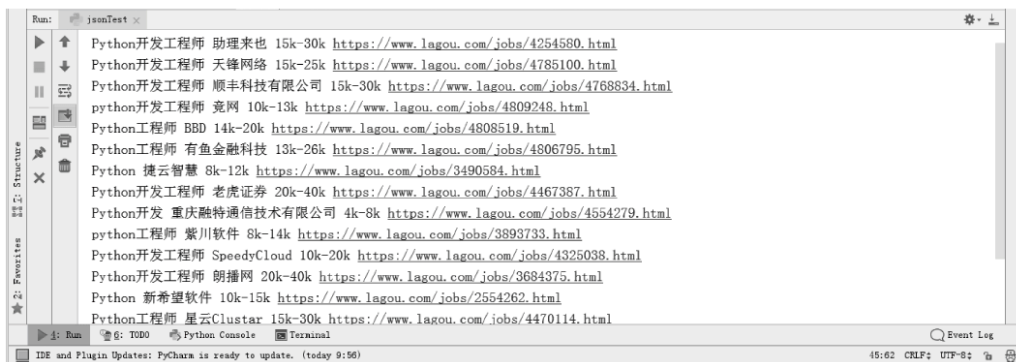 Run: jsonTest
Python开发工程师 助理来也 15k-30k https://www.lagou.com/jobs/4254580.html
Python开发工程师 天锋网络 15k-25k https://www.lagou.com/jobs/4785100.html
Python开发工程师 顺丰科技有限公司 15k-30k https://www.lagou.com/jobs/4768834.html
python开发工程师 竞网 10k-13k https://www.lagou.com/jobs/4809248.html
Python工程师 BBD 14k-20k https://www.lagou.com/jobs/4808519.html
Python工程师 有鱼金融科技 13k-26k https://www.lagou.com/jobs/4806795.html
Python 捷云智慧 8k-12k https://www.lagou.com/jobs/3490584.html
Python开发工程师 老虎证券 20k-40k https://www.lagou.com/jobs/4467387.html
Python开发 重庆融特通信技术有限公司 4k-8k https://www.lagou.com/jobs/4554279.html
python工程师 紫川软件 8k-14k https://www.lagou.com/jobs/3893733.html
Python开发工程师 SpeedyCloud 10k-20k https://www.lagou.com/jobs/4325038.html
Python开发工程师 朗播网 20k-40k https://www.lagou.com/jobs/3684375.html
Python 新希望软件 10k-15k https://www.lagou.com/jobs/2554262.html
Python工程师 星云Clustar 15k-30k https://www.lagou.com/jobs/4470114.html
7: Structure
2: Favorites
4: Run 6: TODO Python Console Terminal Event Log
IDE and Plugin Updates: PyCharm is ready to update. (today 9:56) 45:62 CRLF UTF-8